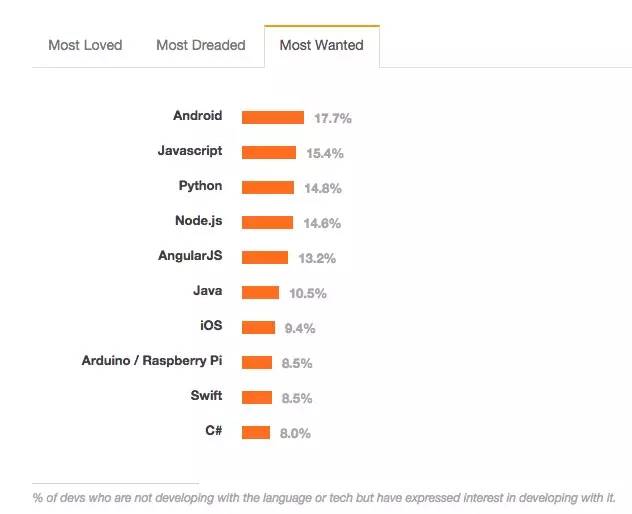 Most Loved Most Dreaded Most Wanted
Android 17.7%
Javascript 15.4%
Python 14.8%
Node.js 14.6%
AngularJS 13.2%
Java 10.5%
iOS 9.4%
Arduino / Raspberry Pi 8.5%
Swift 8.5%
C# 8.0%
% of devs who are not developing with the language or tech but have expressed interest in developing with it.